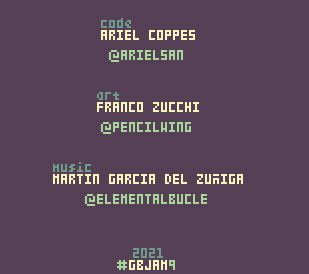 code
ARIEL COPPES
@ARIELSAN
art
FRANCO ZUCCHI
@PENCILWING
music
MARTIN GARCIA DEL ZUÑIGA
@ELEMENTALBUCLE
2021
#GBJAM9